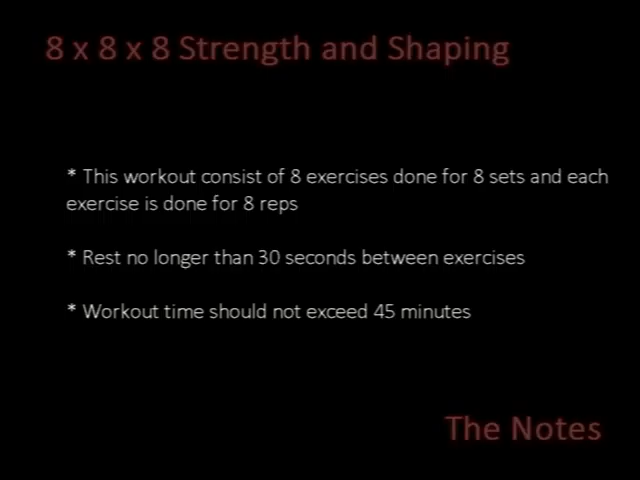 8 x 8 x 8 Strength and Shaping
* This workout consist of 8 exercises done for 8 sets and each
exercise is done for 8 reps
* Rest no longer than 30 seconds between exercises
* Workout time should not exceed 45 minutes
The Notes